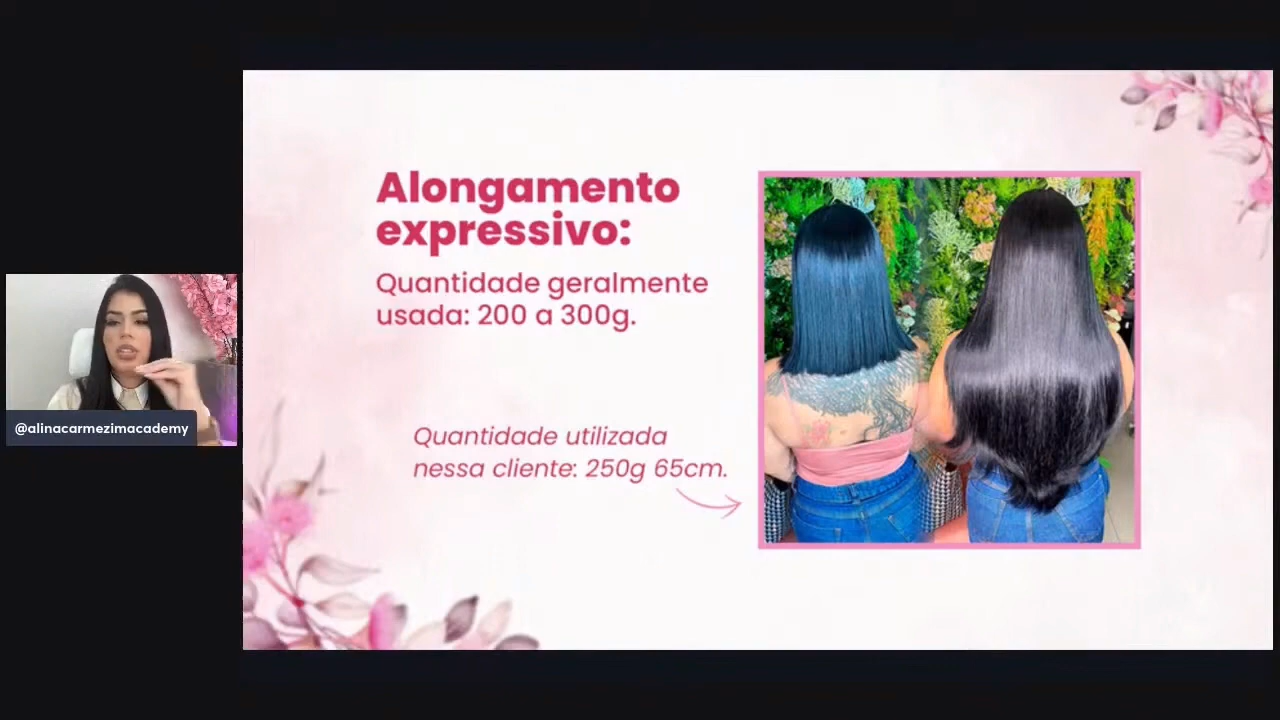 Alongamento
expressivo:
Quantidade geralmente
usada: 200 a 300g.
Quantidade utilizada
nessa cliente: 250g 65cm.
@alinacarmezimacademy